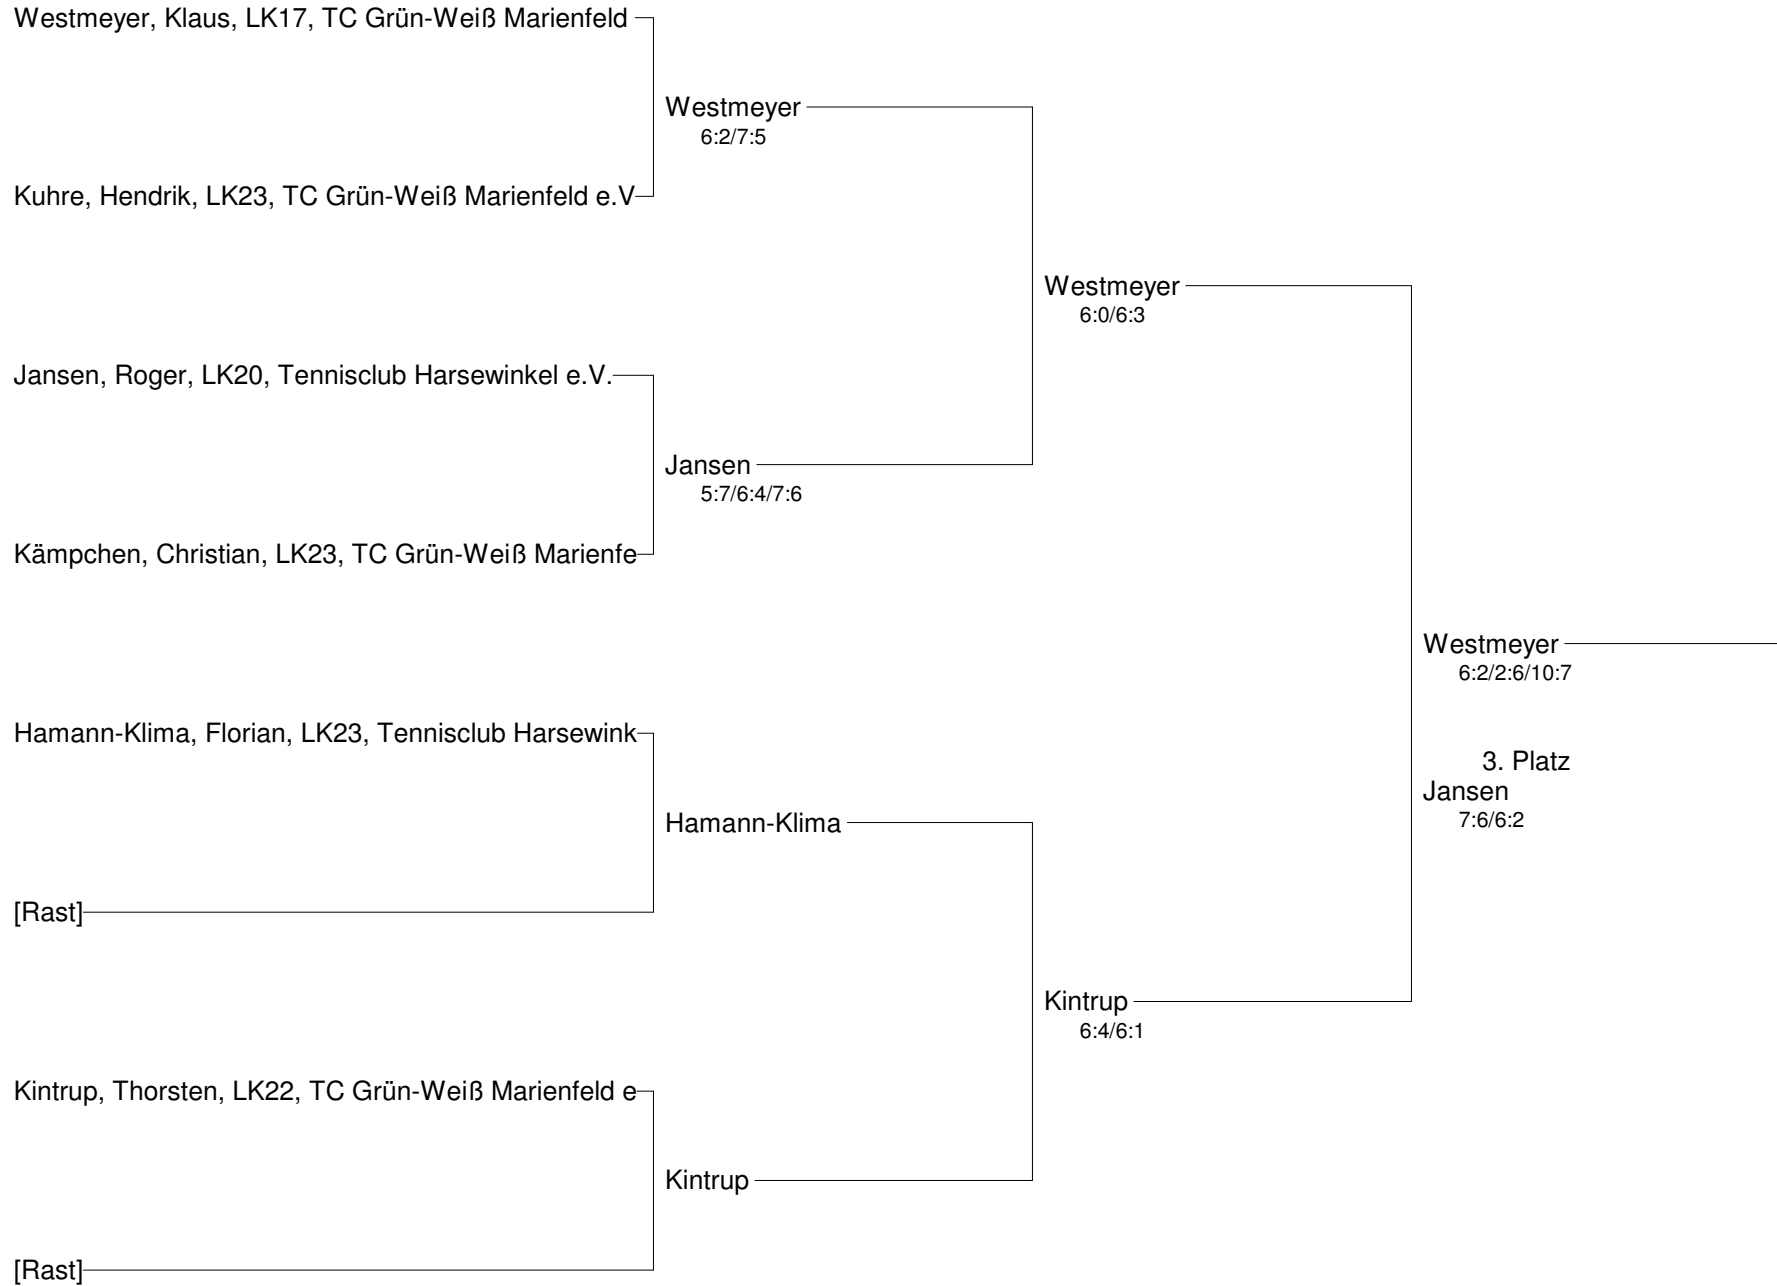 Westmeyer, Klaus, LK17, TC Grün-Weiß Marienfeld
Westmeyer
6:2/7:5
Kuhre, Hendrik, LK23, TC Grün-Weiß Marienfeld e.V
Westmeyer
6:0/6:3
Jansen, Roger, LK20, Tennisclub Harsewinkel e.V.
Jansen
5:7/6:4/7:6
Kämpchen, Christian, LK23, TC Grün-Weiß Marienfe
Westmeyer
6:2/2:6/10:7
Hamann-Klima, Florian, LK23, Tennisclub Harsewink
3. Platz
Jansen
7:6/6:2
Hamann-Klima
[Rast]
Kintrup
6:4/6:1
Kintrup, Thorsten, LK22, TC Grün-Weiß Marienfeld e
Kintrup
[Rast]